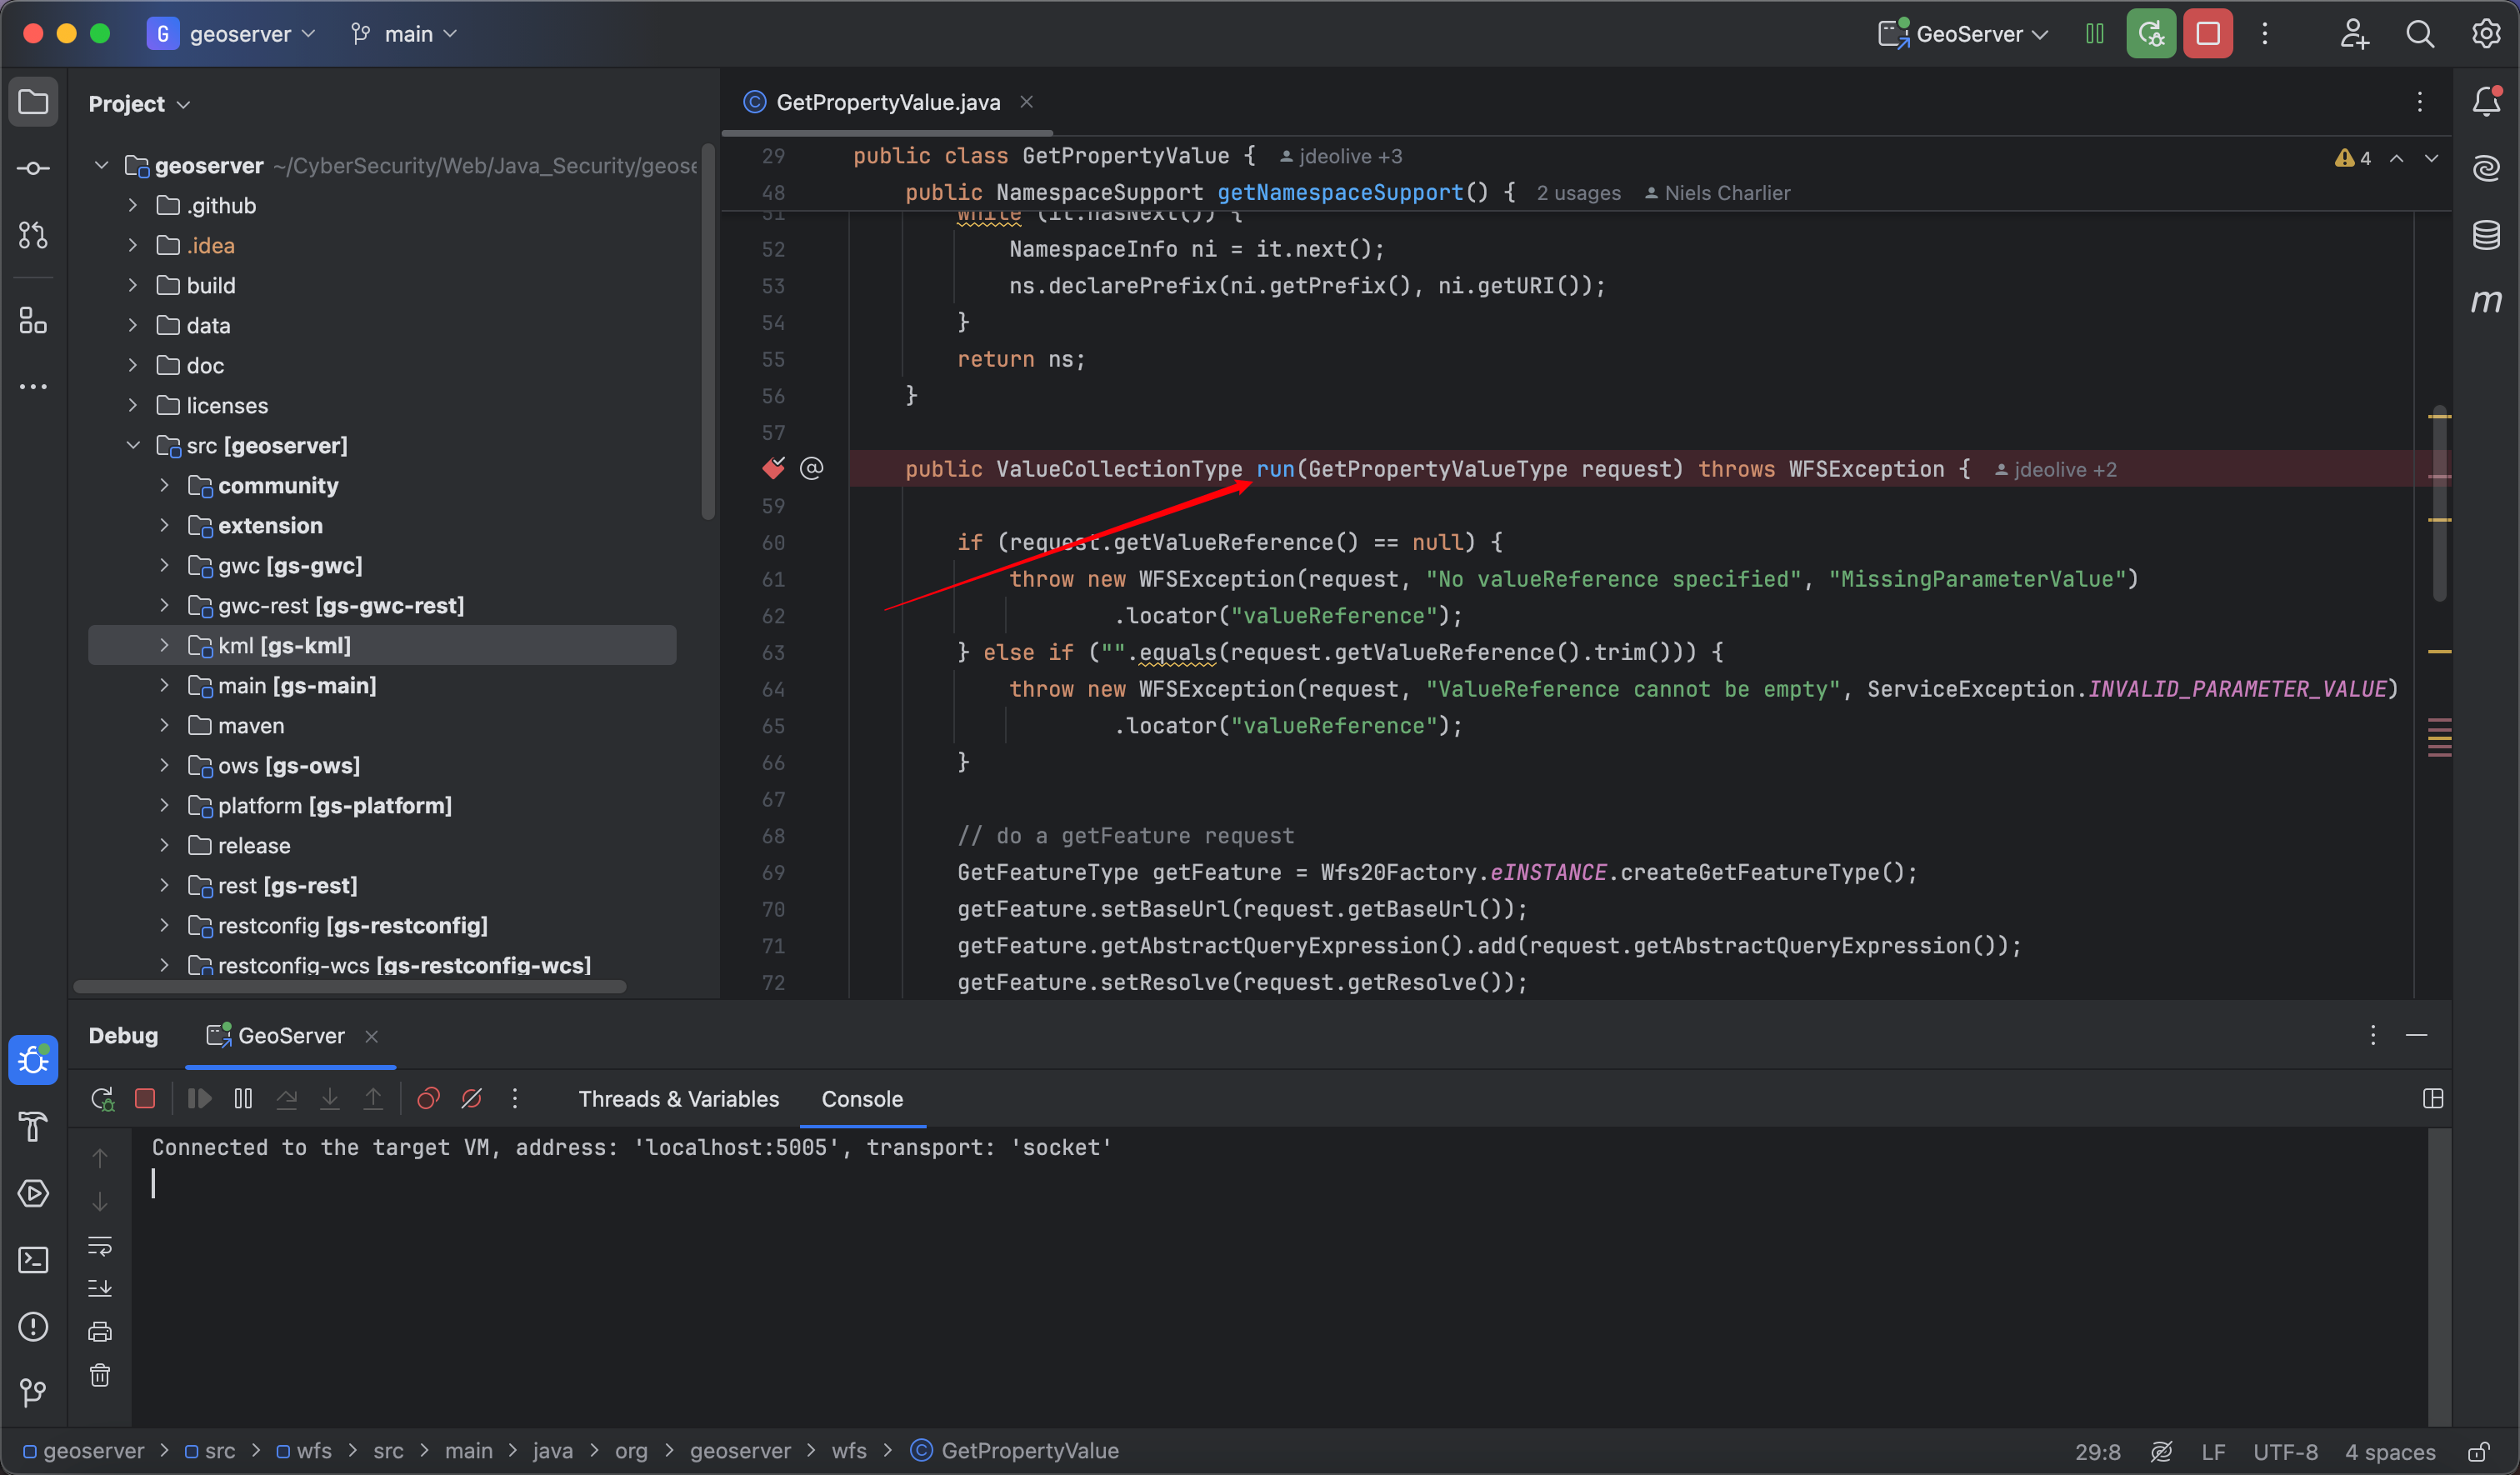 G geoserver main GeoServer
Project
GetPropertyValue.java
geoserver ~/CyberSecurity/Web/Java_Security/geose
.github
.idea
build
data
doc
licenses
src [geoserver]
community
extension
gwc [gs-gwc]
gwc-rest [gs-gwc-rest]
kml [gs-kml]
main [gs-main]
maven
ows [gs-ows]
platform [gs-platform]
release
rest [gs-rest]
restconfig [gs-restconfig]
restconfig-wcs [gs-restconfig-wcs]
29 public class GetPropertyValue { jdeolive +3
4
48 public NamespaceSupport getNamespaceSupport() { 2 usages Niels Charlier
51 while (it.hasNext()) {
52 NamespaceInfo ni = it.next();
53 ns.declarePrefix(ni.getPrefix(), ni.getURI());
54 }
55 return ns;
56 }
57
@ public ValueCollectionType run(GetPropertyValueType request) throws WFSException { jdeolive +2
59
60 if (request.getValueReference() == null) {
61 throw new WFSException(request, "No valueReference specified", "MissingParameterValue")
62 .locator("valueReference");
63 } else if ("".equals(request.getValueReference().trim())) {
64 throw new WFSException(request, "ValueReference cannot be empty", ServiceException.INVALID_PARAMETER_VALUE)
65 .locator("valueReference");
66 }
67
68 // do a getFeature request
69 GetFeatureType getFeature = Wfs20Factory.eINSTANCE.createGetFeatureType();
70 getFeature.setBaseUrl(request.getBaseUrl());
71 getFeature.getAbstractQueryExpression().add(request.getAbstractQueryExpression());
72 getFeature.setResolve(request.getResolve());
m
Debug GeoServer
Threads & Variables Console
Connected to the target VM, address: 'localhost:5005', transport: 'socket'
geoserver > src > wfs > src > main > java > org > geoserver > wfs > GetPropertyValue
29:8 LF UTF-8 4 spaces